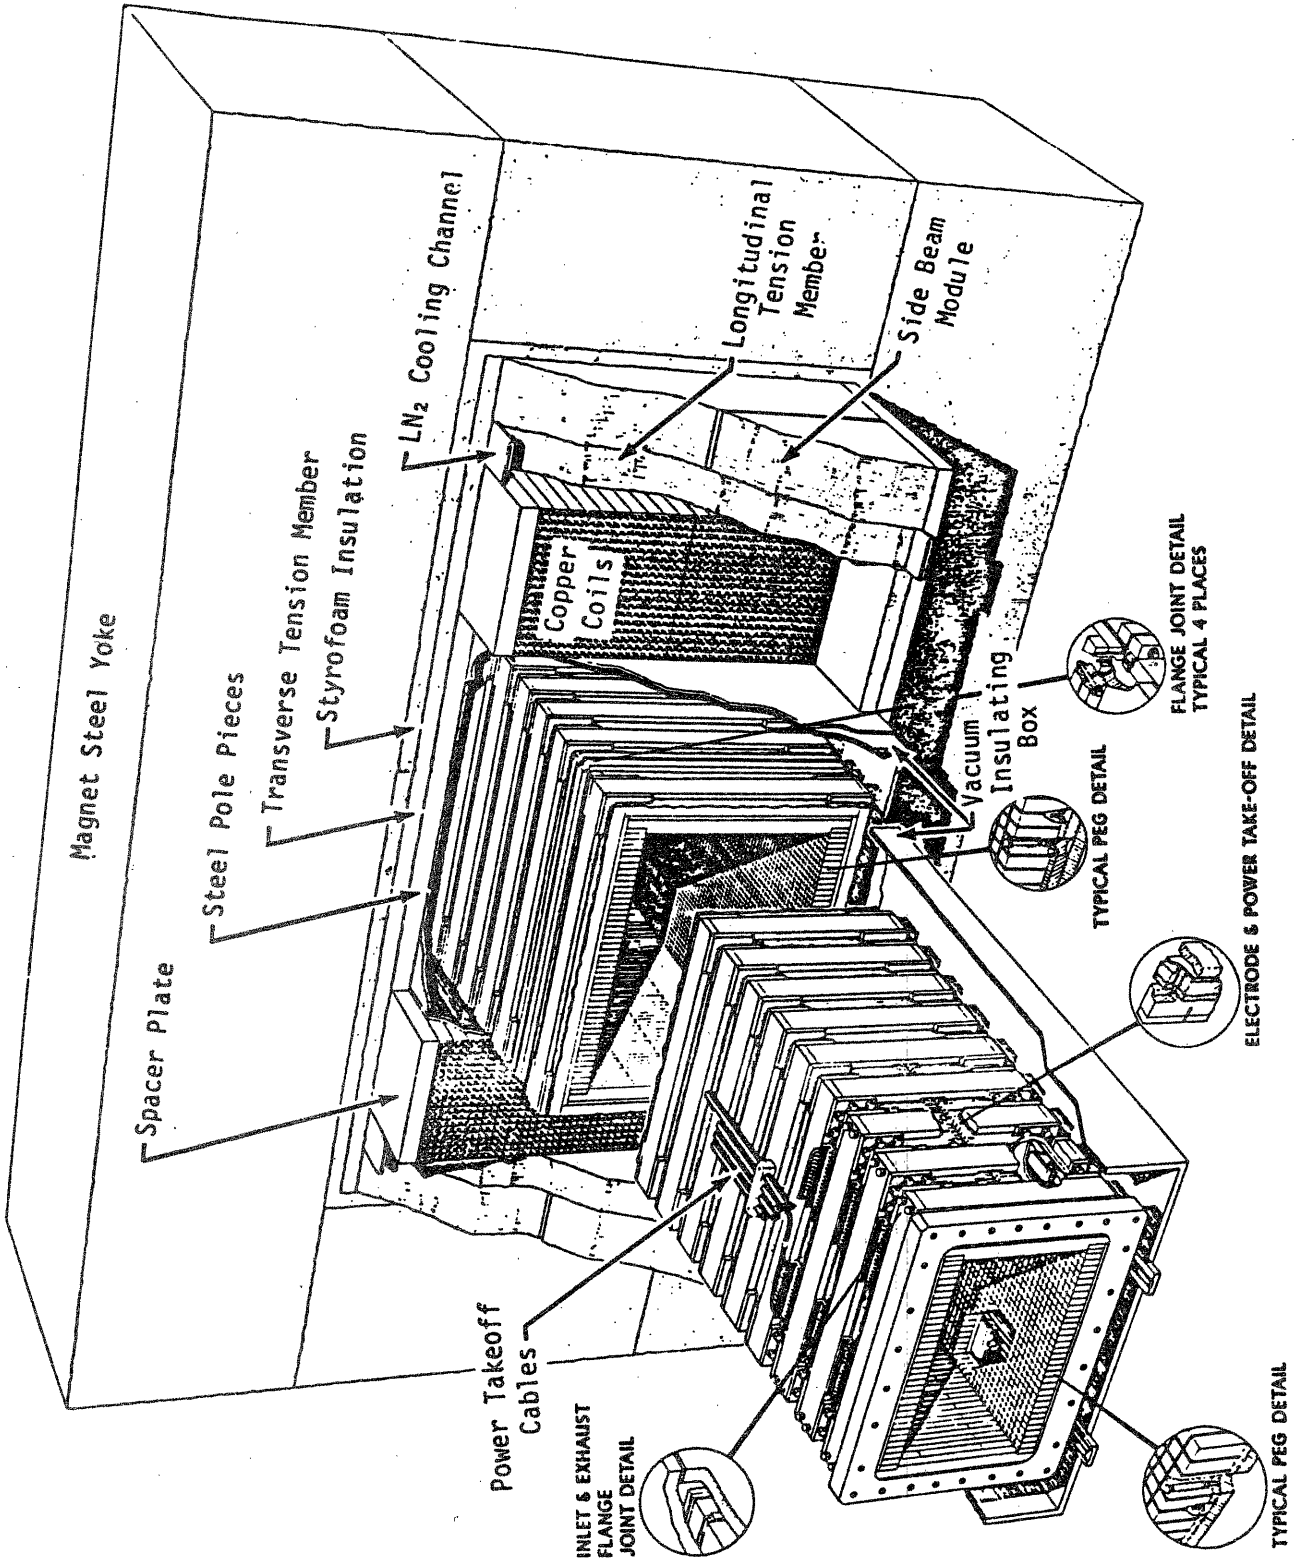 Magnet Steel Yoke
Spacer Plate
Steel Pole Pieces
Transverse Tension Member
Styrofoam Insulation
LN₂ Cooling Channel
Longitudinal
Tension
Member
Side Beam
Module
Copper
Coils
Vacuum
Insulating
Box
Power Takeoff
Cables
INLET & EXHAUST
FLANGE
JOINT DETAIL
TYPICAL PEG DETAIL
ELECTRODE & POWER TAKE-OFF DETAIL
TYPICAL PEG DETAIL
FLANGE JOINT DETAIL
TYPICAL 4 PLACES